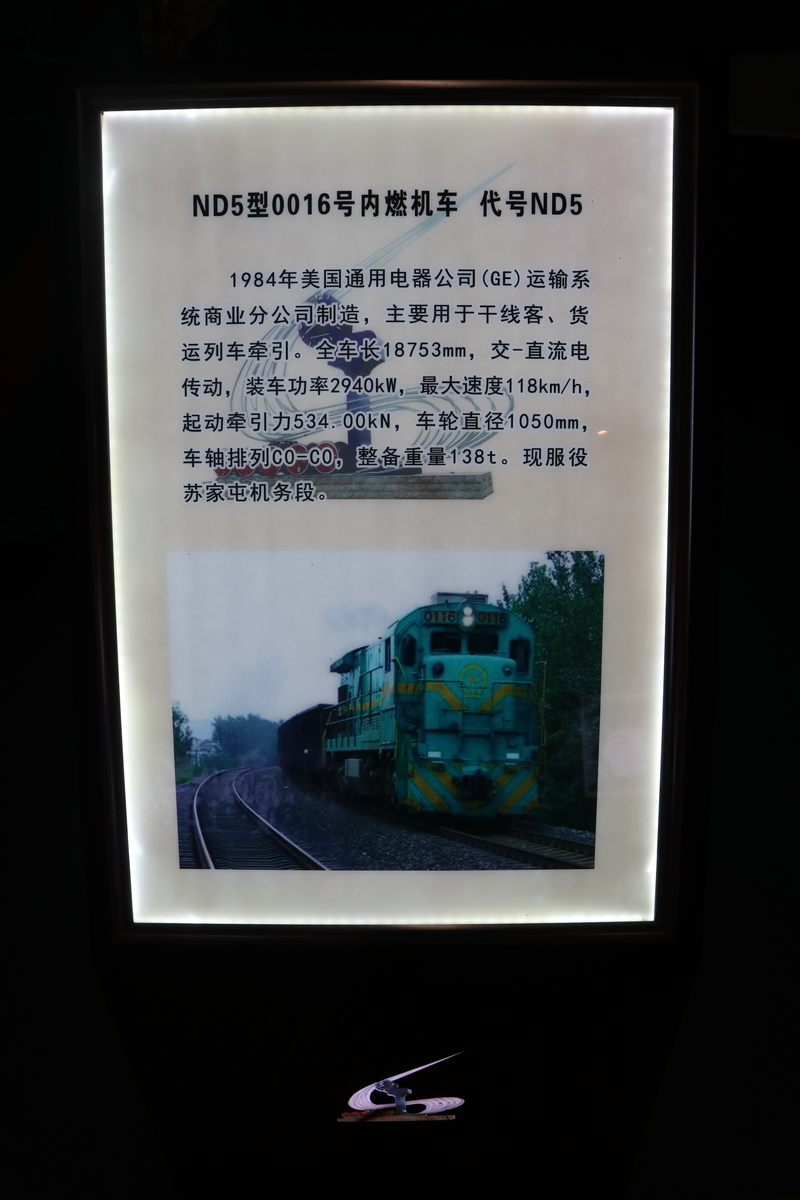 ND5型0016号内燃机车 代号ND5
1984年美国通用电器公司(GE)运输系
统商业分公司制造，主要用于干线客、货
运列车牵引。全车长18753mm，交-直流电
传动，装车功率2940kW，最大速度118km/h，
起动牵引力534.00kN，车轮直径1050mm，
车轴排列CO-CO，整备重量138t。现服役
苏家屯机务段。
0116 0116